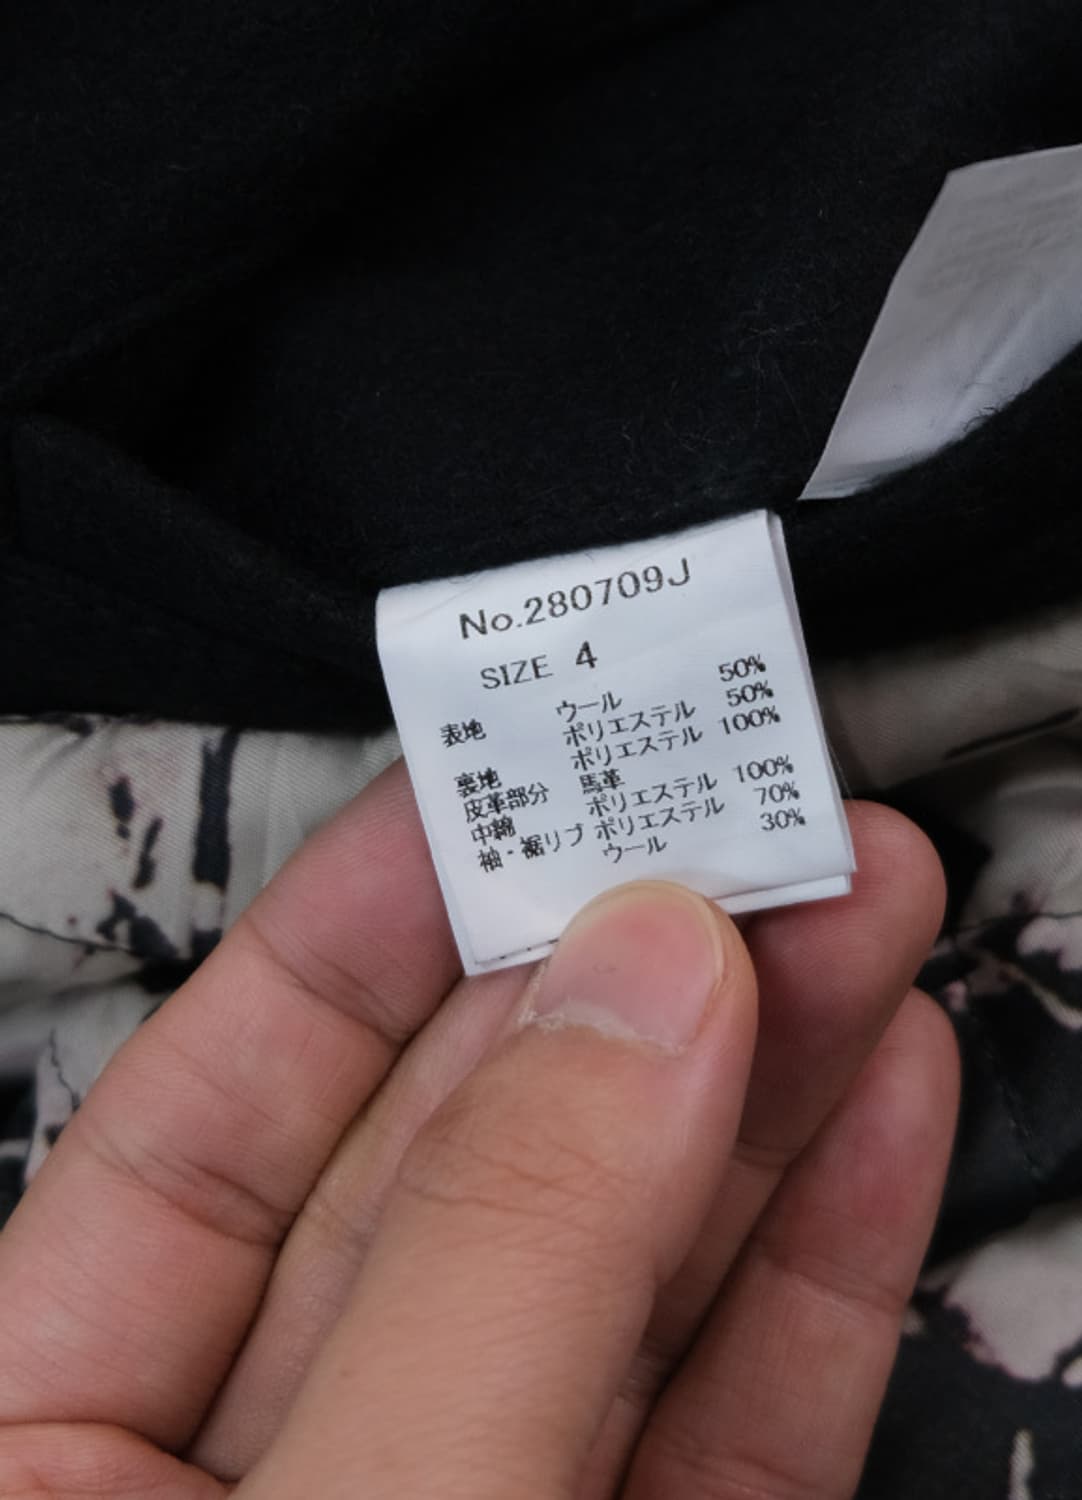 No.280709J
SIZE 4
表地 ウール 50%
ポリエステル 50%
裏地 ポリエステル 100%
皮革部分 馬革
中綿 ポリエステル 100%
袖・裾リブ ポリエステル 70%
ウール 30%